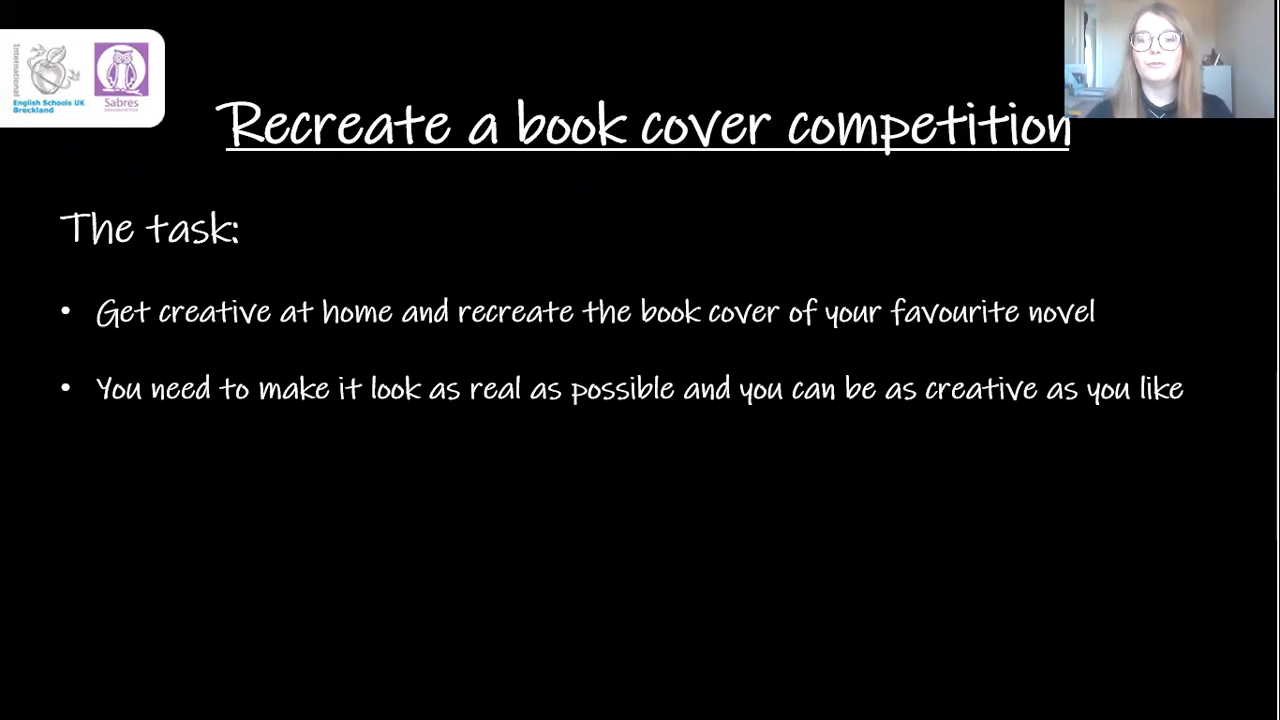 International
English Schools UK
Breckland
Sabres
Recreate a book cover competition
The task:
• Get creative at home and recreate the book cover of your favourite novel
• You need to make it look as real as possible and you can be as creative as you like